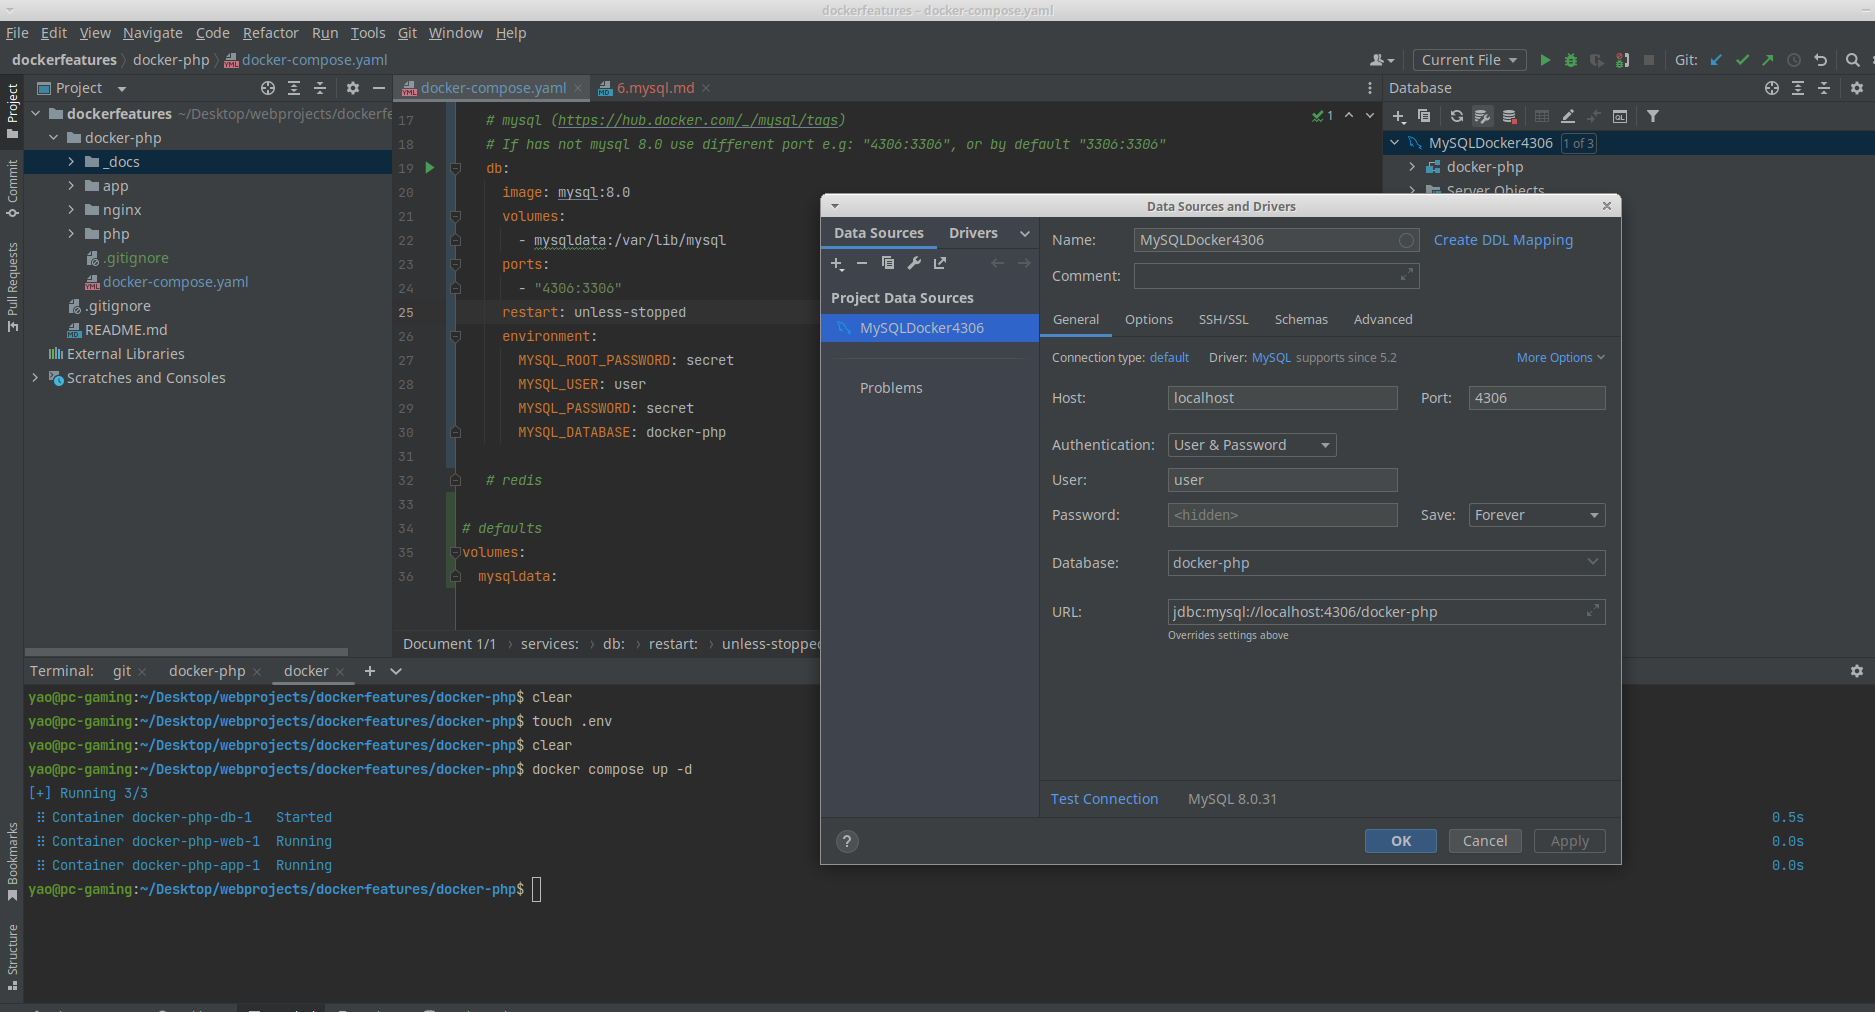 dockerfeatures – docker-compose.yaml
File Edit View Navigate Code Refactor Run Tools Git Window Help
dockerfeatures docker-php docker-compose.yaml
Current File
Git:
Project
docker-compose.yaml
6.mysql.md
Database
dockerfeatures ~/Desktop/webprojects/dockerfe
docker-php
_docs
app
nginx
php
.gitignore
docker-compose.yaml
.gitignore
README.md
External Libraries
Scratches and Consoles
Project
Commit
Pull Requests
Bookmarks
Structure
17 # mysql (https://hub.docker.com/_/mysql/tags)
18 # If has not mysql 8.0 use different port e.g: "4306:3306", or by default "3306:3306"
19 db:
20 image: mysql:8.0
21 volumes:
22 - mysqldata:/var/lib/mysql
23 ports:
24 - "4306:3306"
25 restart: unless-stopped
26 environment:
27 MYSQL_ROOT_PASSWORD: secret
28 MYSQL_USER: user
29 MYSQL_PASSWORD: secret
30 MYSQL_DATABASE: docker-php
31
32 # redis
33
34 # defaults
35 volumes:
36 mysqldata:
1
Document 1/1 › services: › db: › restart: › unless-stopped
MySQLDocker4306 1 of 3
docker-php
Server Objects
Data Sources and Drivers
Data Sources Drivers
Project Data Sources
MySQLDocker4306
Problems
Name: MySQLDocker4306 Create DDL Mapping
Comment:
General Options SSH/SSL Schemas Advanced
Connection type: default Driver: MySQL supports since 5.2 More Options
Host: localhost Port: 4306
Authentication: User & Password
User: user
Password: <hidden> Save: Forever
Database: docker-php
URL: jdbc:mysql://localhost:4306/docker-php
Overrides settings above
Test Connection MySQL 8.0.31
? OK Cancel Apply
Terminal: git docker-php docker
yao@pc-gaming:~/Desktop/webprojects/dockerfeatures/docker-php$ clear
yao@pc-gaming:~/Desktop/webprojects/dockerfeatures/docker-php$ touch .env
yao@pc-gaming:~/Desktop/webprojects/dockerfeatures/docker-php$ clear
yao@pc-gaming:~/Desktop/webprojects/dockerfeatures/docker-php$ docker compose up -d
[+] Running 3/3
Container docker-php-db-1 Started 0.5s
Container docker-php-web-1 Running 0.0s
Container docker-php-app-1 Running 0.0s
yao@pc-gaming:~/Desktop/webprojects/dockerfeatures/docker-php$